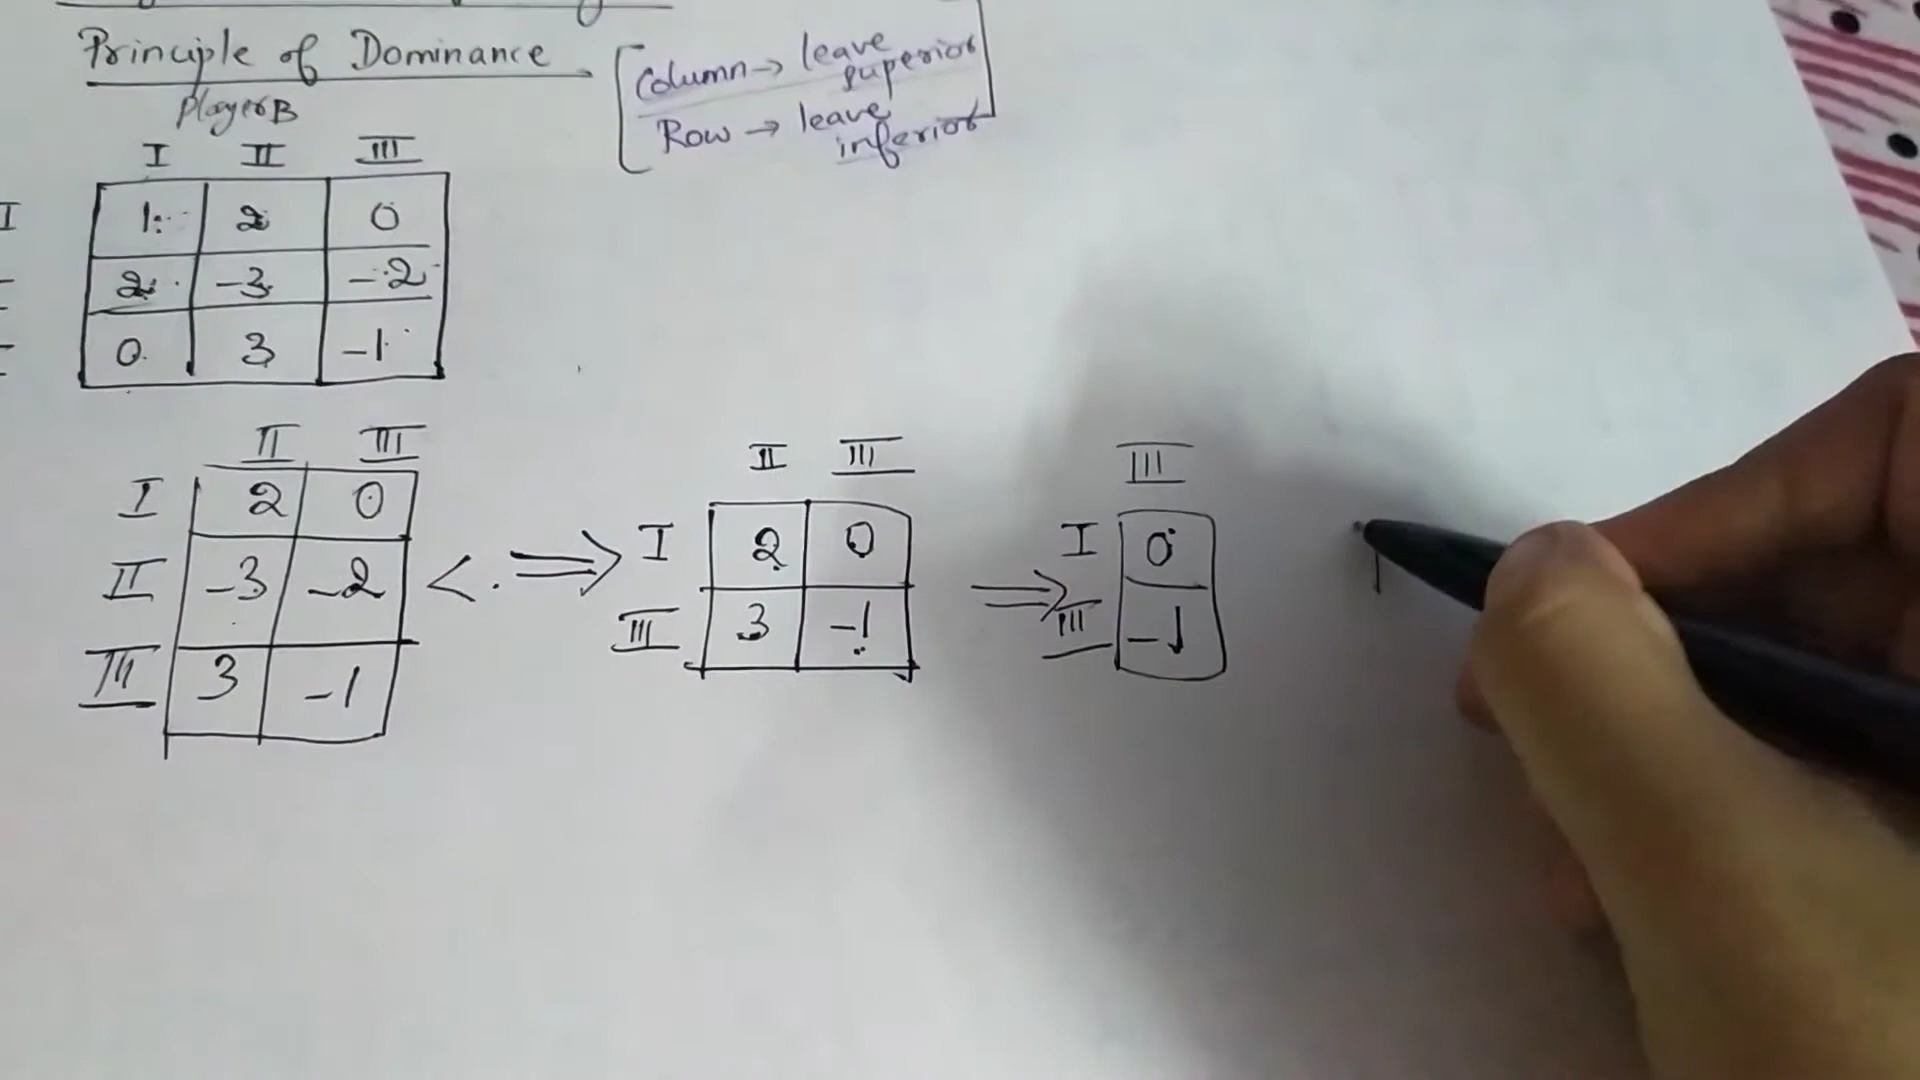 Principle of Dominance
Column → leave superior
Row → leave inferior
Player B
I II III
I 1 2 0
2 -3 -2
0 3 -1
II III
I 2 0
II -3 -2 < . ⇒
III 3 -1
II III
I 2 0
III 3 -1
⇒
III
I 0
III -1